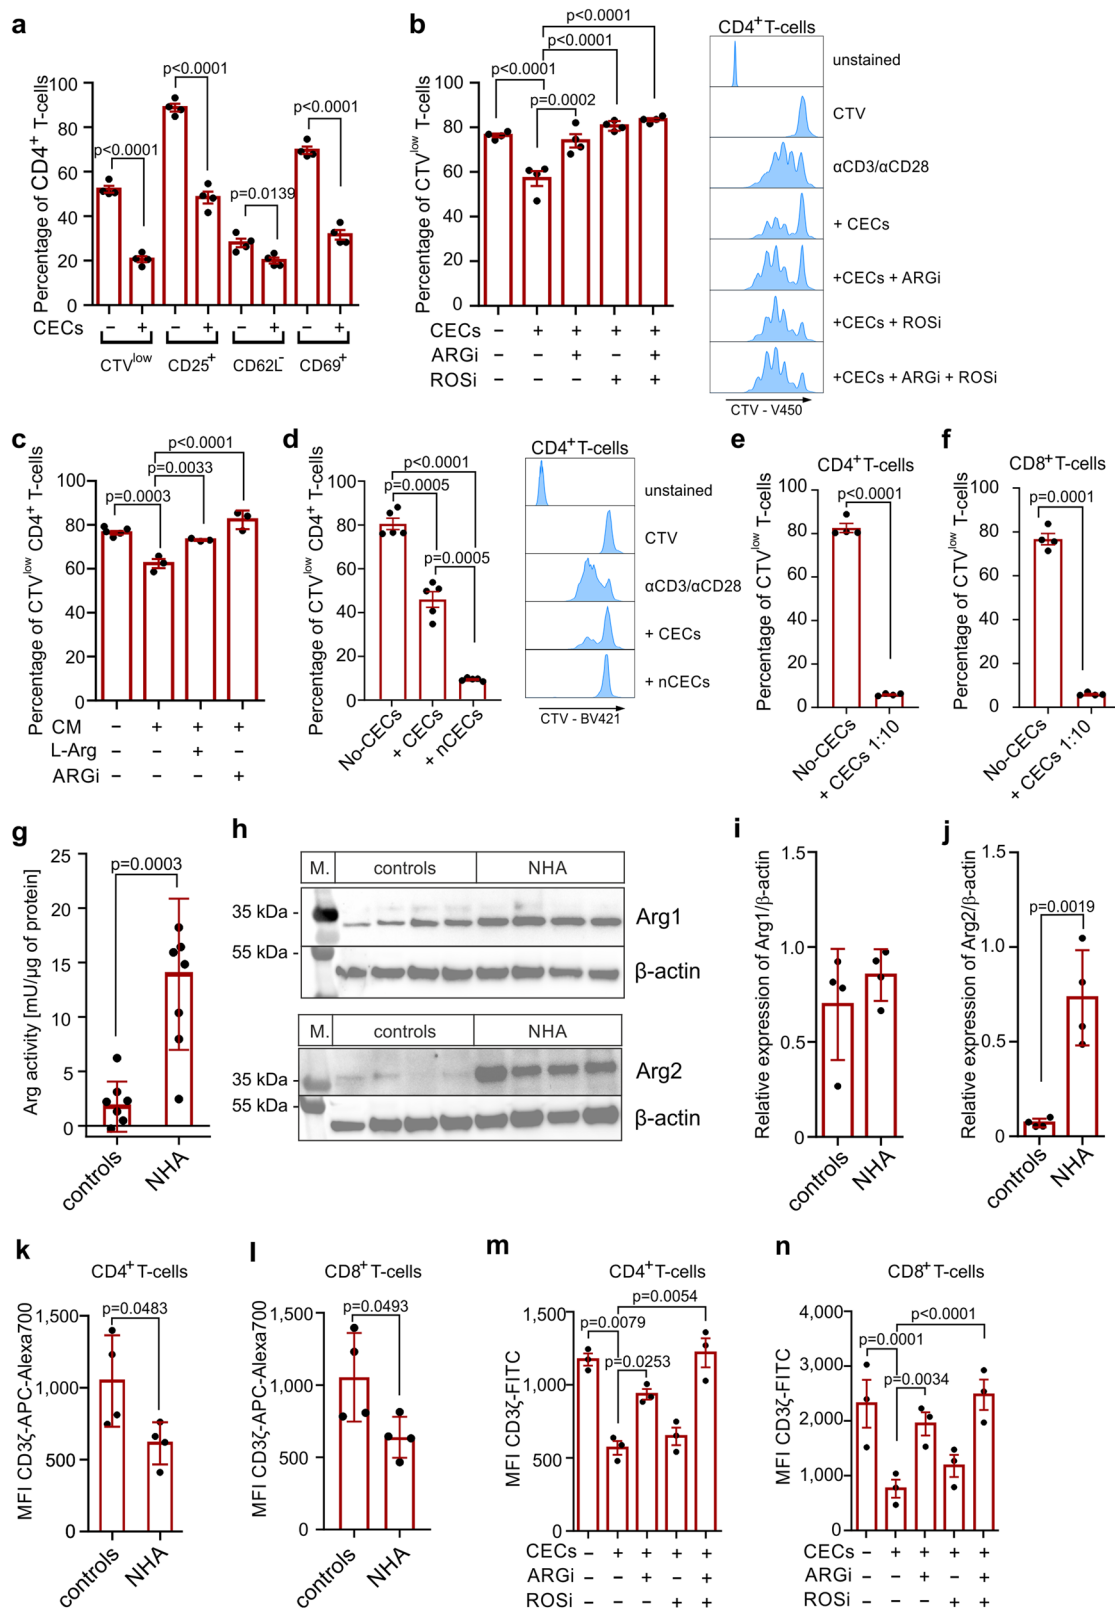 a
Percentage of CD4⁺ T-cells
100
80
60
40
20
0
p<0.0001
p<0.0001
p=0.0139
p<0.0001
CECs
− + − + − + − +
CTVˡᵒʷ CD25⁺ CD62L⁻ CD69⁺
b
Percentage of CTVˡᵒʷ T-cells
100
80
60
40
20
0
p<0.0001
p<0.0001
p<0.0001
p=0.0002
CECs − + + + +
ARGi − − + − +
ROSi − − − + +
CD4⁺ T-cells
unstained
CTV
αCD3/αCD28
+ CECs
+CECs + ARGi
+CECs + ROSi
+CECs + ARGi + ROSi
CTV - V450
c
Percentage of CTVˡᵒʷ CD4⁺ T-cells
100
80
60
40
20
0
p<0.0001
p=0.0033
p=0.0003
CM − + + +
L-Arg − − + −
ARGi − − − +
d
Percentage of CTVˡᵒʷ CD4⁺ T-cells
100
80
60
40
20
0
p<0.0001
p=0.0005
p=0.0005
No-CECs
+ CECs
+ nCECs
CD4⁺ T-cells
unstained
CTV
αCD3/αCD28
+ CECs
+ nCECs
CTV - BV421
e
CD4⁺ T-cells
Percentage of CTVˡᵒʷ T-cells
100
80
60
40
20
0
p<0.0001
No-CECs
+ CECs 1:10
f
CD8⁺ T-cells
Percentage of CTVˡᵒʷ T-cells
100
80
60
40
20
0
p=0.0001
No-CECs
+ CECs 1:10
g
Arg activity [mU/µg of protein]
25
20
15
10
5
0
p=0.0003
controls
NHA
h
M. controls NHA
35 kDa -
55 kDa -
Arg1
β-actin
M. controls NHA
35 kDa -
55 kDa -
Arg2
β-actin
i
Relative expression of Arg1/β-actin
1.5
1.0
0.5
0
controls
NHA
j
Relative expression of Arg2/β-actin
1.5
1.0
0.5
0
p=0.0019
controls
NHA
k
CD4⁺ T-cells
MFI CD3ζ-APC-Alexa700
1,500
1,000
500
0
p=0.0483
controls
NHA
l
CD8⁺ T-cells
MFI CD3ζ-APC-Alexa700
1,500
1,000
500
0
p=0.0493
controls
NHA
m
CD4⁺ T-cells
MFI CD3ζ-FITC
1,500
1,000
500
0
p=0.0054
p=0.0079
p=0.0253
CECs − + + + +
ARGi − − + − +
ROSi − − − + +
n
CD8⁺ T-cells
MFI CD3ζ-FITC
4,000
3,000
2,000
1,000
0
p<0.0001
p=0.0001
p=0.0034
− + + + +
− − + − +
− − − + +